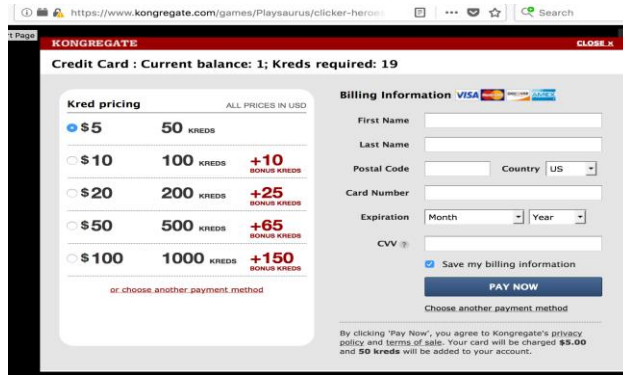 https://www.kongregate.com/games/Playsaurus/clicker-heroes
Search
t Page
KONGREGATE
CLOSE x
Credit Card : Current balance: 1; Kreds required: 19
Kred pricing
ALL PRICES IN USD
$5 50 KREDS
$10 100 KREDS +10 BONUS KREDS
$20 200 KREDS +25 BONUS KREDS
$50 500 KREDS +65 BONUS KREDS
$100 1000 KREDS +150 BONUS KREDS
or choose another payment method
Billing Information VISA AMEX
First Name
Last Name
Postal Code
Country US
Card Number
Expiration Month Year
CVV ?
Save my billing information
PAY NOW
Choose another payment method
By clicking 'Pay Now', you agree to Kongregate's privacy
policy and terms of sale. Your card will be charged $5.00
and 50 kreds will be added to your account.